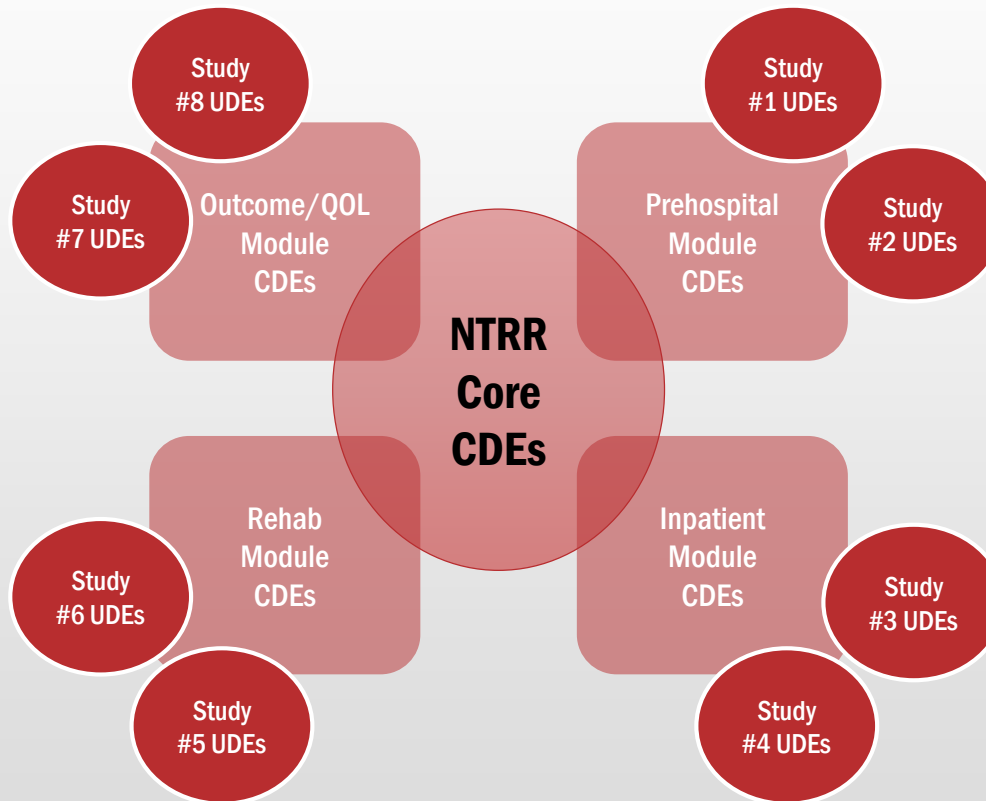 Study
#8 UDEs
Study
#1 UDEs
Study
#7 UDEs
Outcome/QOL
Module
CDEs
Prehospital
Module
CDEs
Study
#2 UDEs
NTRR
Core
CDEs
Study
#6 UDEs
Rehab
Module
CDEs
Inpatient
Module
CDEs
Study
#3 UDEs
Study
#5 UDEs
Study
#4 UDEs